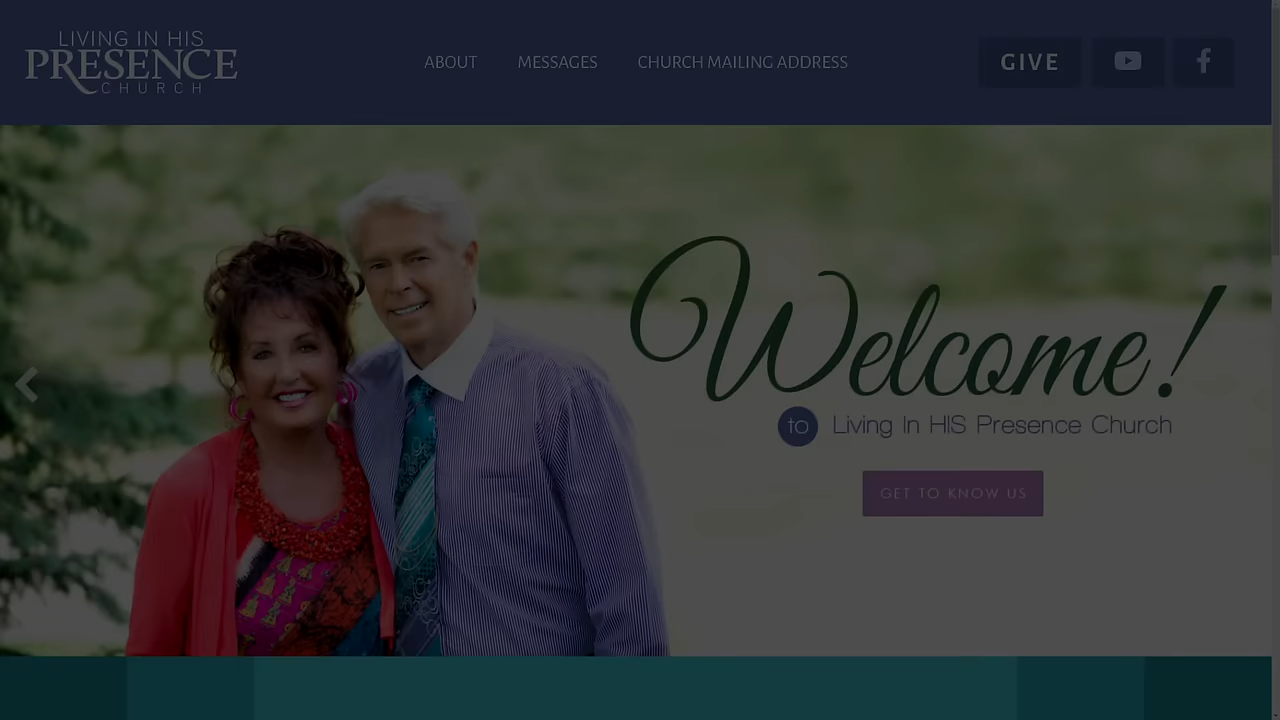 LIVING IN HIS
PRESENCE
CHURCH
ABOUT
MESSAGES
CHURCH MAILING ADDRESS
GIVE
Welcome!
to Living In HIS Presence Church
GET TO KNOW US